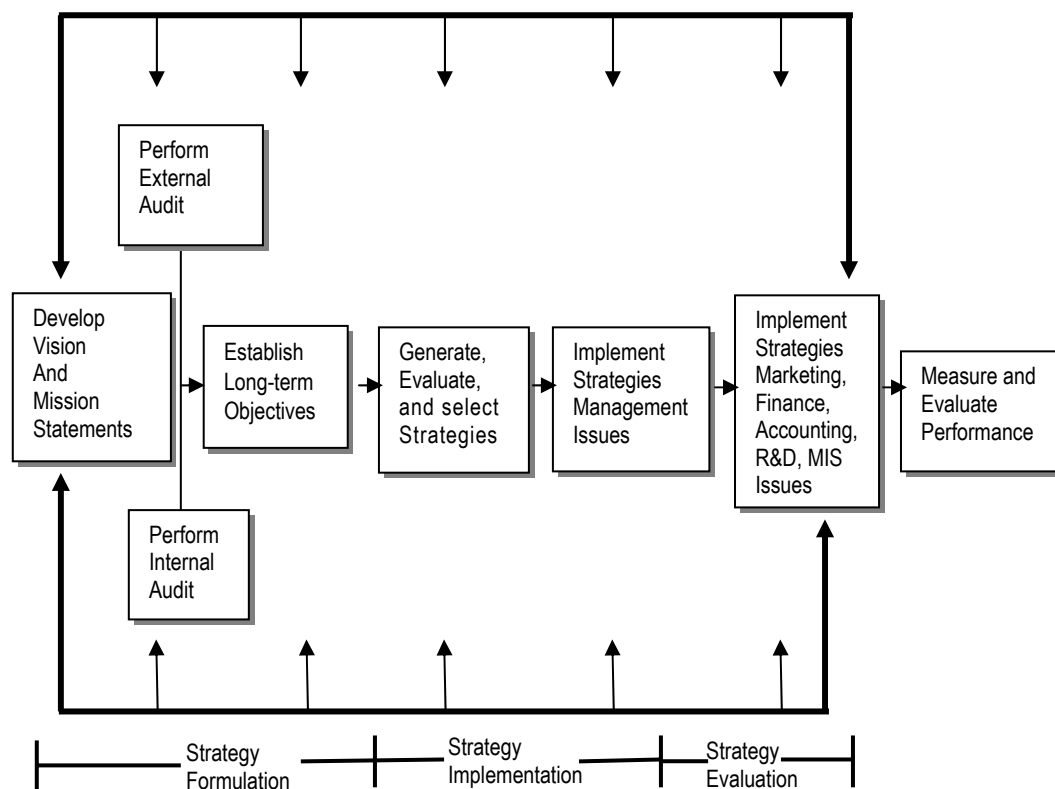 Perform
External
Audit
Develop
Vision
And
Mission
Statements
Establish
Long-term
Objectives
Generate,
Evaluate,
and select
Strategies
Implement
Strategies
Management
Issues
Implement
Strategies
Marketing,
Finance,
Accounting,
R&D, MIS
Issues
Measure and
Evaluate
Performance
Perform
Internal
Audit
Strategy
Formulation
Strategy
Implementation
Strategy
Evaluation